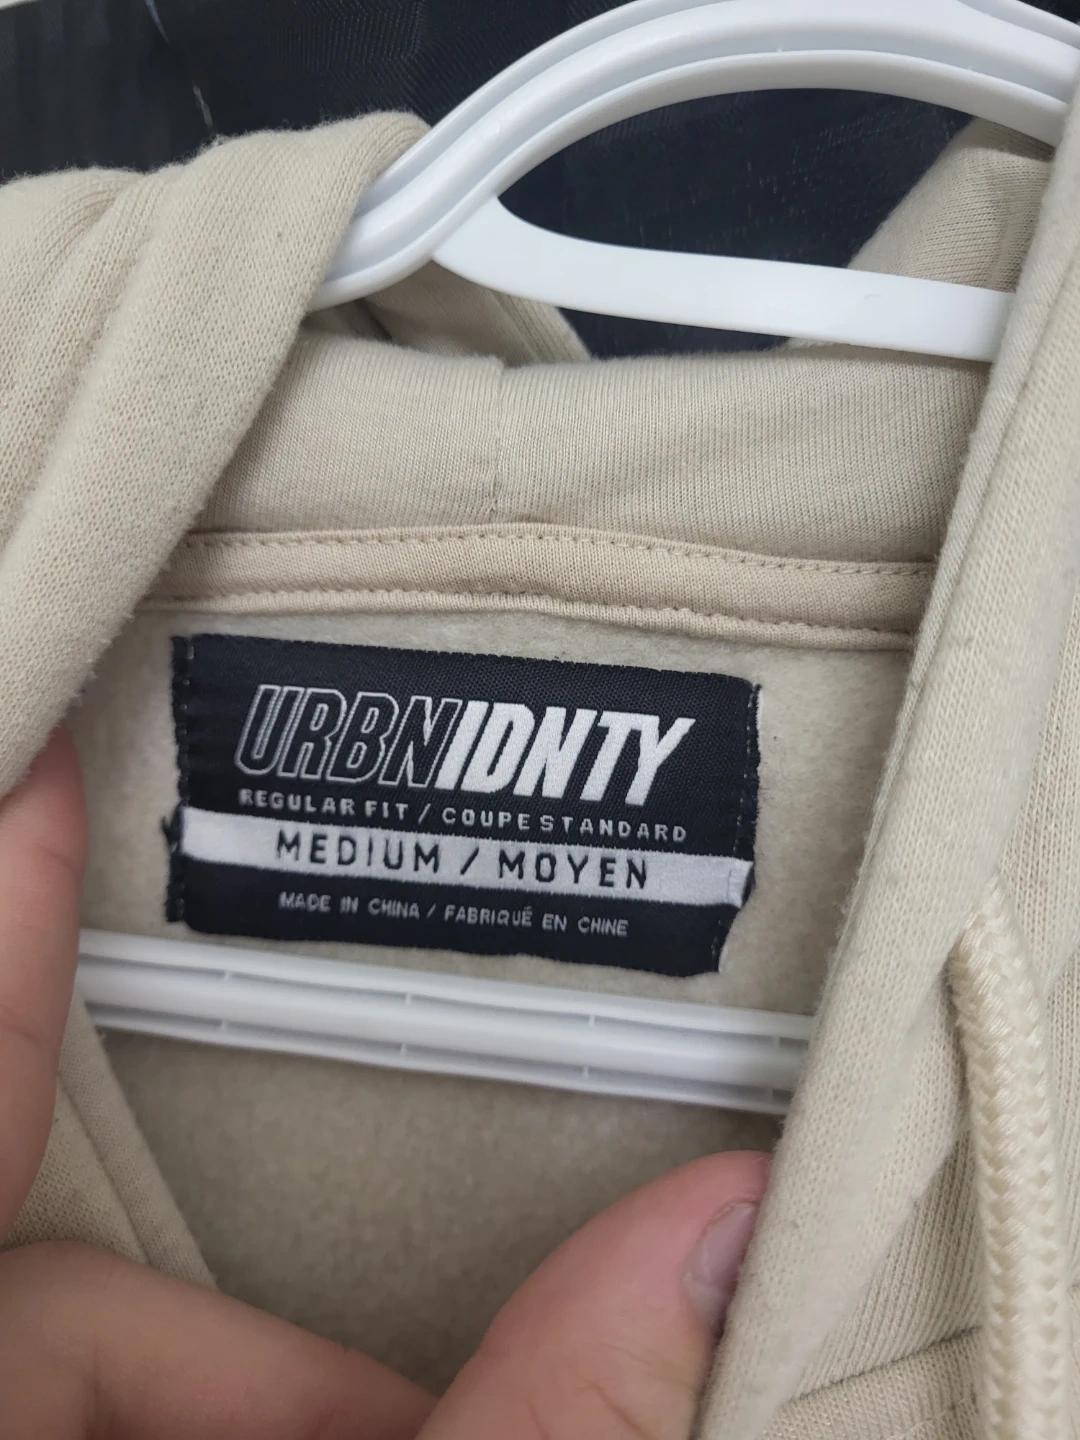 URBNIDNTY
REGULAR FIT / COUPE STANDARD
MEDIUM / MOYEN
MADE IN CHINA / FABRIQUÉ EN CHINE